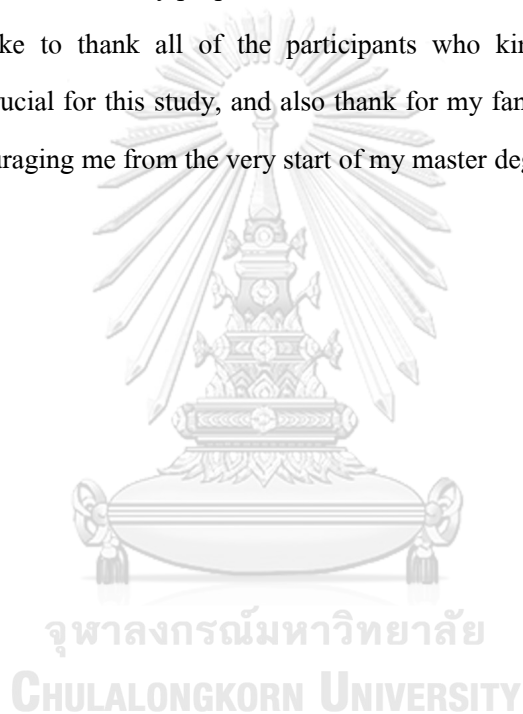 ke to thank all of the participants who kin
rucial for this study, and also thank for my fan
uraging me from the very start of my master deg
จุฬาลงกรณ์มหาวิทยาลัย
CHULALONGKORN UNIVERSITY